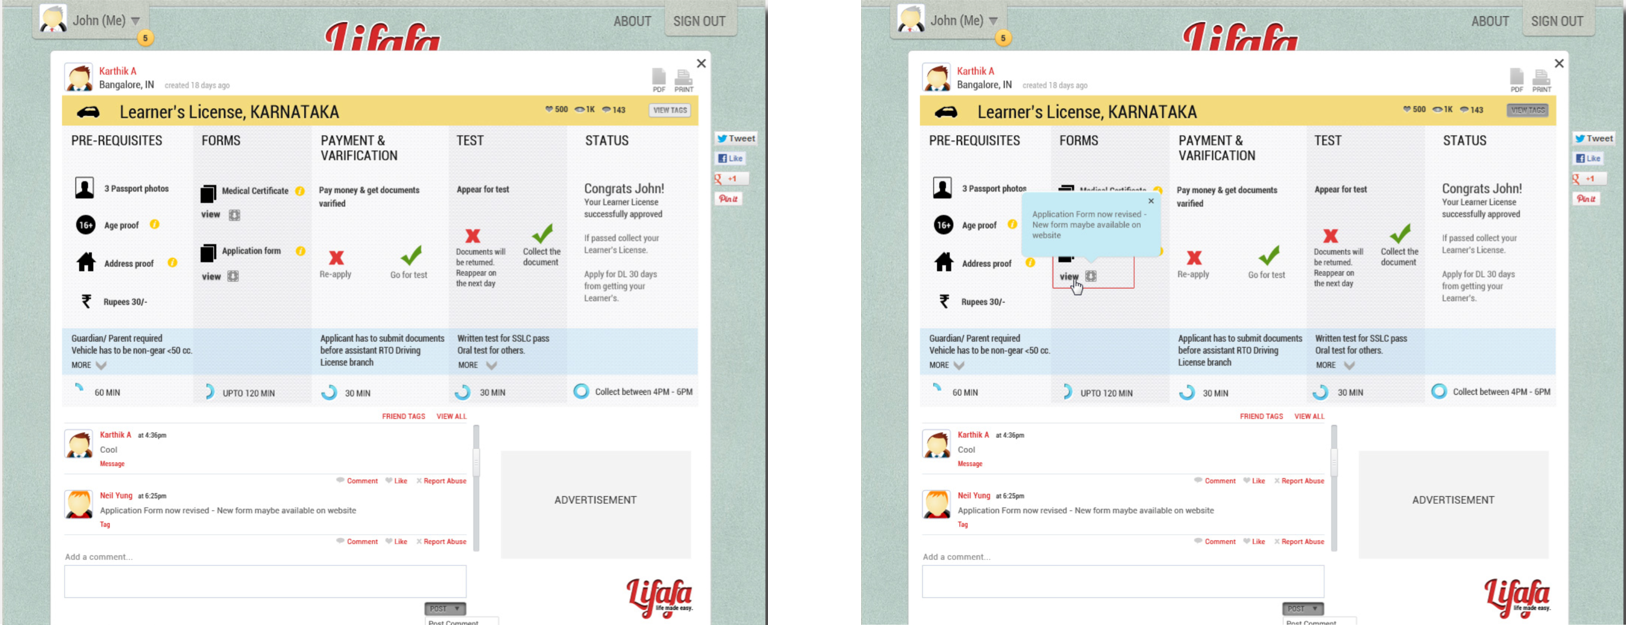 John (Me)
5
ABOUT
SIGN OUT
Lifafa
Karthik A
Bangalore, IN created 18 days ago
PDF PRINT
Learner's License, KARNATAKA
500 1K 143 VIEW TAGS
PRE-REQUISITES
3 Passport photos
16+ Age proof
Address proof
₹ Rupees 30/-
FORMS
Medical Certificate
view
Application form
view
PAYMENT &
VARIFICATION
Pay money & get documents
varified
Re-apply
Go for test
TEST
Appear for test
Documents will
be returned.
Reappear on
the next day
Collect the
document
STATUS
Congrats John!
Your Learner License
successfully approved
If passed collect your
Learner's License.
Apply for DL 30 days
from getting your
Learner's.
Guardian/ Parent required
Vehicle has to be non-gear <50 cc.
MORE
Applicant has to submit documents
before assistant RTO Driving
License branch
Written test for SSLC pass
Oral test for others.
MORE
60 MIN
UPTO 120 MIN
30 MIN
30 MIN
Collect between 4PM - 6PM
Tweet
Like
+1
Pin it
FRIEND TAGS VIEW ALL
Karthik A at 4:36pm
Cool
Message
Comment Like Report Abuse
Neil Yung at 6:25pm
Application Form now revised - New form maybe available on website
Tag
Comment Like Report Abuse
Add a comment...
POST
Post Comment
ADVERTISEMENT
Lifafa
life made easy.
John (Me)
5
ABOUT
SIGN OUT
Lifafa
Karthik A
Bangalore, IN created 18 days ago
PDF PRINT
Learner's License, KARNATAKA
500 1K 143 VIEW TAGS
PRE-REQUISITES
3 Passport photos
16+ Age proof
Address proof
₹ Rupees 30/-
FORMS
Medical Certificate
Application Form now revised -
New form maybe available on
website
view
PAYMENT &
VARIFICATION
Pay money & get documents
varified
Re-apply
Go for test
TEST
Appear for test
Documents will
be returned.
Reappear on
the next day
Collect the
document
STATUS
Congrats John!
Your Learner License
successfully approved
If passed collect your
Learner's License.
Apply for DL 30 days
from getting your
Learner's.
Guardian/ Parent required
Vehicle has to be non-gear <50 cc.
MORE
Applicant has to submit documents
before assistant RTO Driving
License branch
Written test for SSLC pass
Oral test for others.
MORE
60 MIN
UPTO 120 MIN
30 MIN
30 MIN
Collect between 4PM - 6PM
Tweet
Like
+1
Pin it
FRIEND TAGS VIEW ALL
Karthik A at 4:36pm
Cool
Message
Comment Like Report Abuse
Neil Yung at 6:25pm
Application Form now revised - New form maybe available on website
Tag
Comment Like Report Abuse
Add a comment...
POST
Post Comment
ADVERTISEMENT
Lifafa
life made easy.